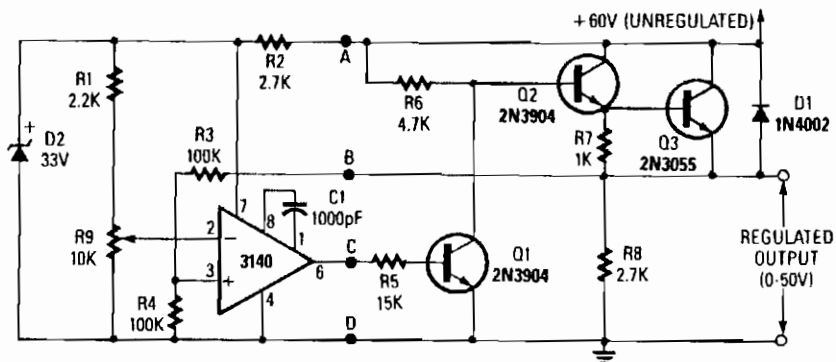 +60V (UNREGULATED)
R1
2.2K
R2
2.7K
A
R6
4.7K
Q2
2N3904
D1
1N4002
D2
33V
+
R3
100K
B
R7
1K
Q3
2N3055
C1
1000pF
7
8
1
R9
10K
2
-
3140
6
C
R5
15K
Q1
2N3904
R8
2.7K
REGULATED
OUTPUT
(0-50V)
3
+
4
R4
100K
D